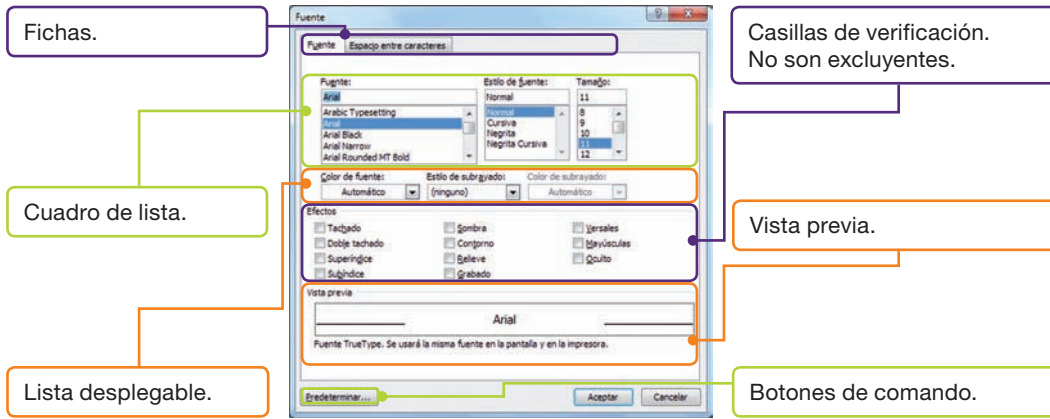 Fichas.
Cuadro de lista.
Lista desplegable.
Fuente
Fuente Espacio entre caracteres
Fuente: Estilo de fuente: Tamaño:
Arial Normal 11
Arabic Typesetting Normal 8
Arial Cursiva 9
Arial Black Negrita 10
Arial Narrow Negrita Cursiva 11
Arial Rounded MT Bold 12
Color de fuente: Estilo de subrayado: Color de subrayado:
Automático (ninguno) Automático
Efectos
Tachado Sombra Versales
Doble tachado Contorno Mayúsculas
Superíndice Relieve Oculto
Subíndice Grabado
Vista previa
Arial
Fuente TrueType. Se usará la misma fuente en la pantalla y en la impresora.
Predeterminar... Aceptar Cancelar
Casillas de verificación.
No son excluyentes.
Vista previa.
Botones de comando.